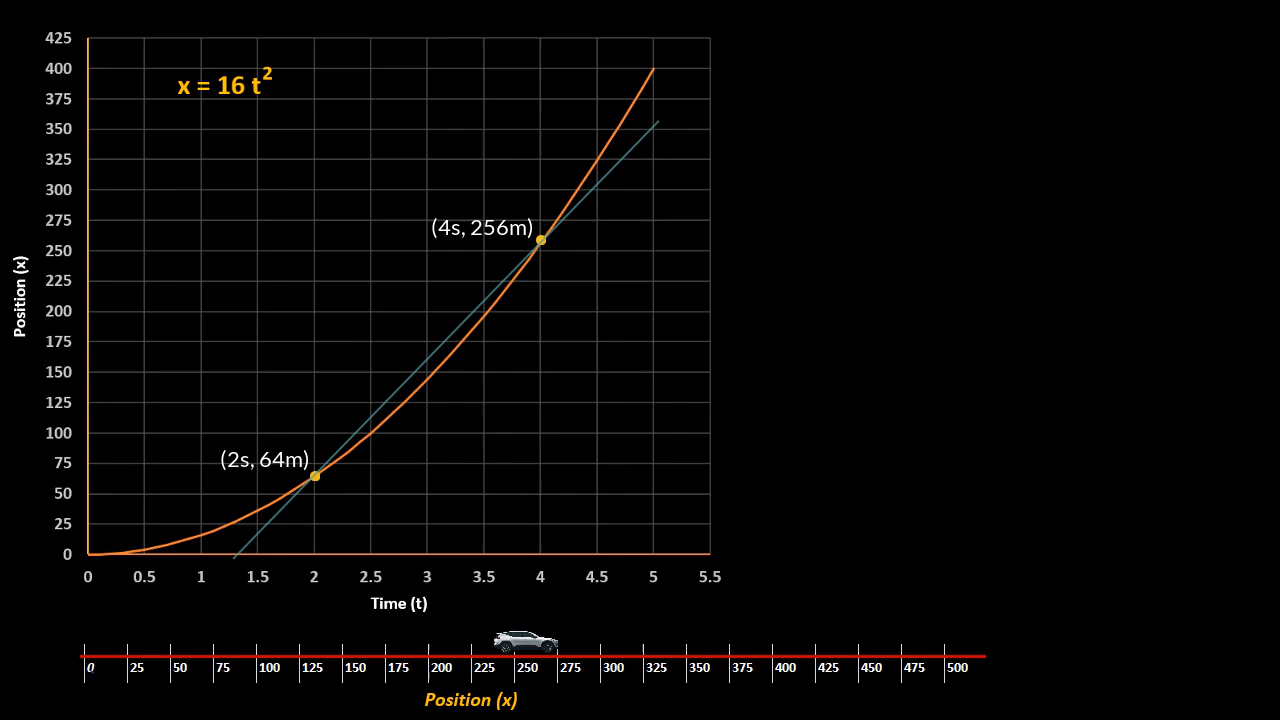 425
400
375
350
325
300
275
250
225
200
175
150
125
100
75
50
25
0
x = 16 t²
(4s, 256m)
(2s, 64m)
Position (x)
0 0.5 1 1.5 2 2.5 3 3.5 4 4.5 5 5.5
Time (t)
0 25 50 75 100 125 150 175 200 225 250 275 300 325 350 375 400 425 450 475 500
Position (x)